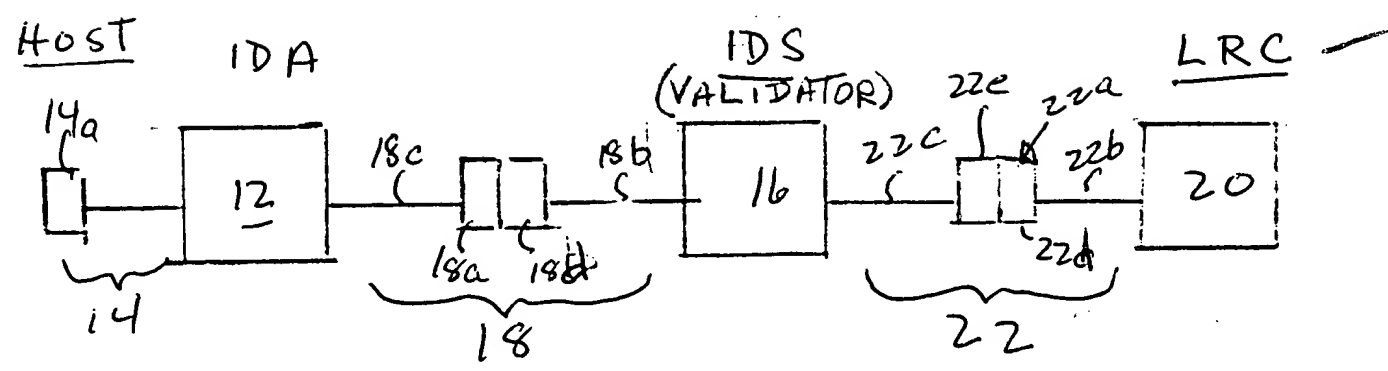 HOST IDA IDS LRC
(VALIDATOR)
14a 18c 18b 22c 22e 22a 22b
12 16 20
18a 18d 22d
14 18 22